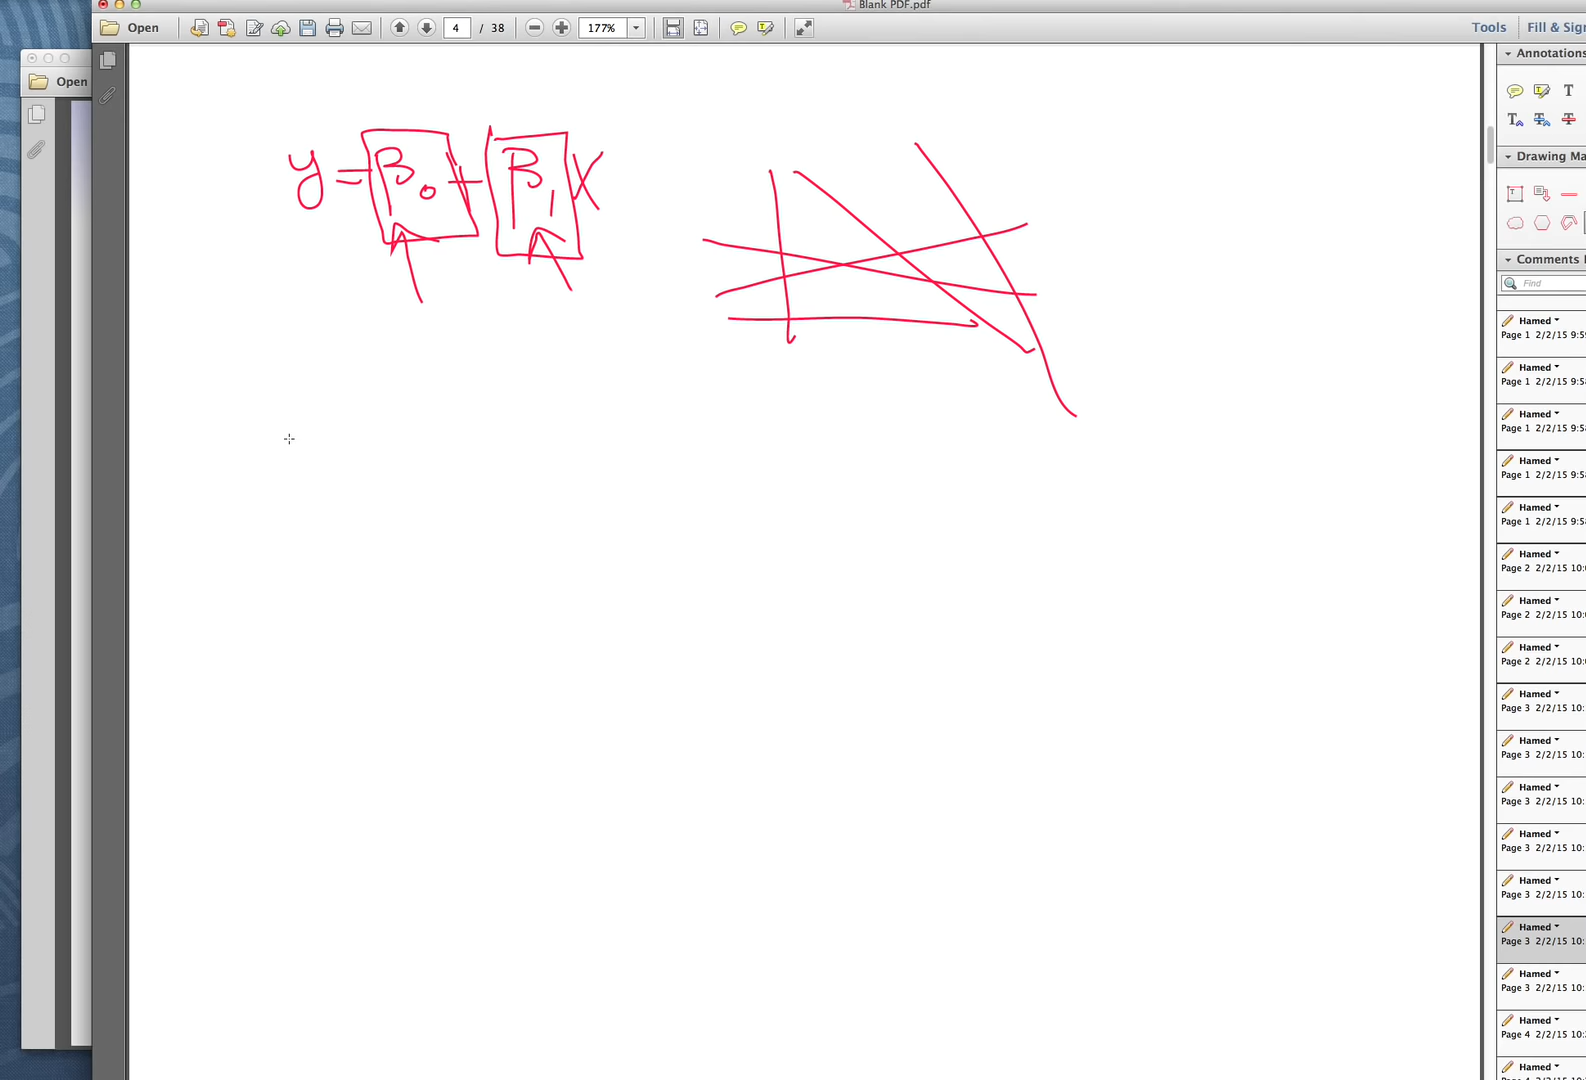 Blank PDF.pdf
Open
4 / 38
177%
Tools
Fill & Sig
Open
Annotations
T
T T T
Drawing Ma
Comments
Find
y = β₀ + β₁x
Hamed
Page 1 2/2/15 9:5
Hamed
Page 1 2/2/15 9:5
Hamed
Page 1 2/2/15 9:5
Hamed
Page 1 2/2/15 9:5
Hamed
Page 1 2/2/15 9:5
Hamed
Page 2 2/2/15 10:
Hamed
Page 2 2/2/15 10:
Hamed
Page 2 2/2/15 10:
Hamed
Page 3 2/2/15 10:
Hamed
Page 3 2/2/15 10:
Hamed
Page 3 2/2/15 10:
Hamed
Page 3 2/2/15 10:
Hamed
Page 3 2/2/15 10:
Hamed
Page 3 2/2/15 10:
Hamed
Page 3 2/2/15 10:
Hamed
Page 4 2/2/15 10:
Hamed